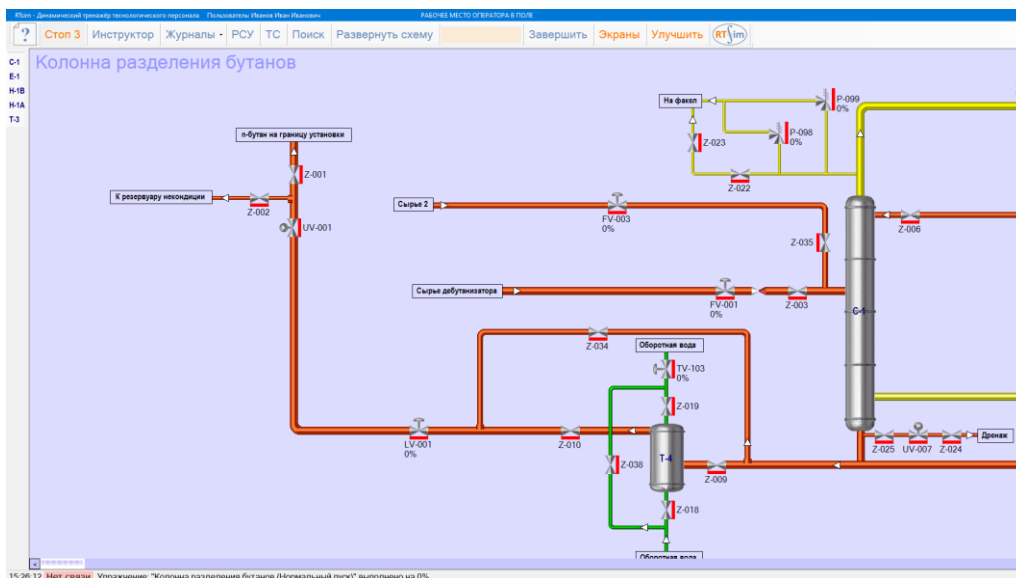 RTsim - Динамический тренажёр технологического персонала Пользователь: Иванов Иван Иванович РАБОЧЕЕ МЕСТО ОПЕРАТОРА В ПОЛЕ
? Стоп 3 Инструктор Журналы РСУ ТС Поиск Развернуть схему Завершить Экраны Улучшить RTsim
C-1
E-1
Н-1В
Н-1А
T-3
Колонна разделения бутанов
На факел
P-099
0%
P-098
0%
Z-023
Z-022
n-бутан на границу установки
Z-001
К резервуару некондиции
Z-002
UV-001
Сырье 2
FV-003
0%
Z-006
Z-035
Сырье дебутанизатора
FV-001
0%
Z-003
C-1
Z-034
Оборотная вода
TV-103
0%
Z-019
LV-001
0%
Z-010
Z-025
UV-007
Z-024
Дренаж
Z-038
T-4
Z-009
Z-018
Оборотная вода
15:26:12 Нет связи Упражнение: "Колонна разделения бутанов (Нормальный пуск)" выполнено на 0%